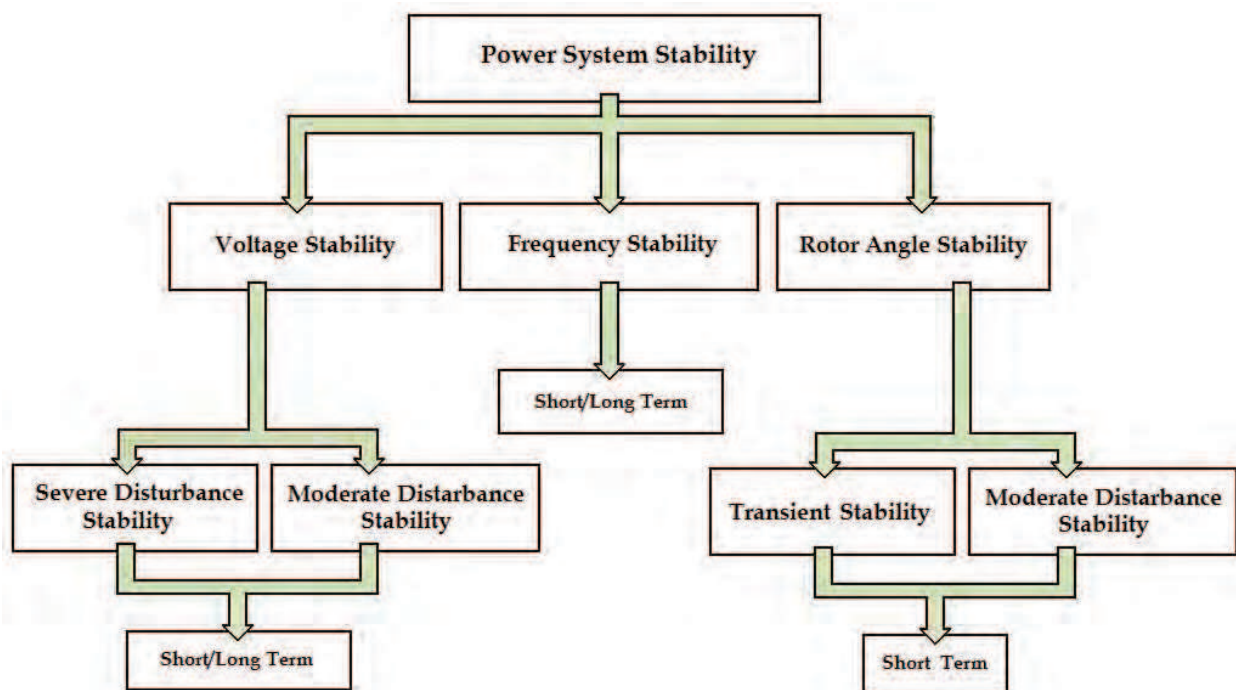 Power System Stability
Voltage Stability
Frequency Stability
Rotor Angle Stability
Short/Long Term
Severe Disturbance
Stability
Moderate Distarbance
Stability
Transient Stability
Moderate Distarbance
Stability
Short/Long Term
Short Term